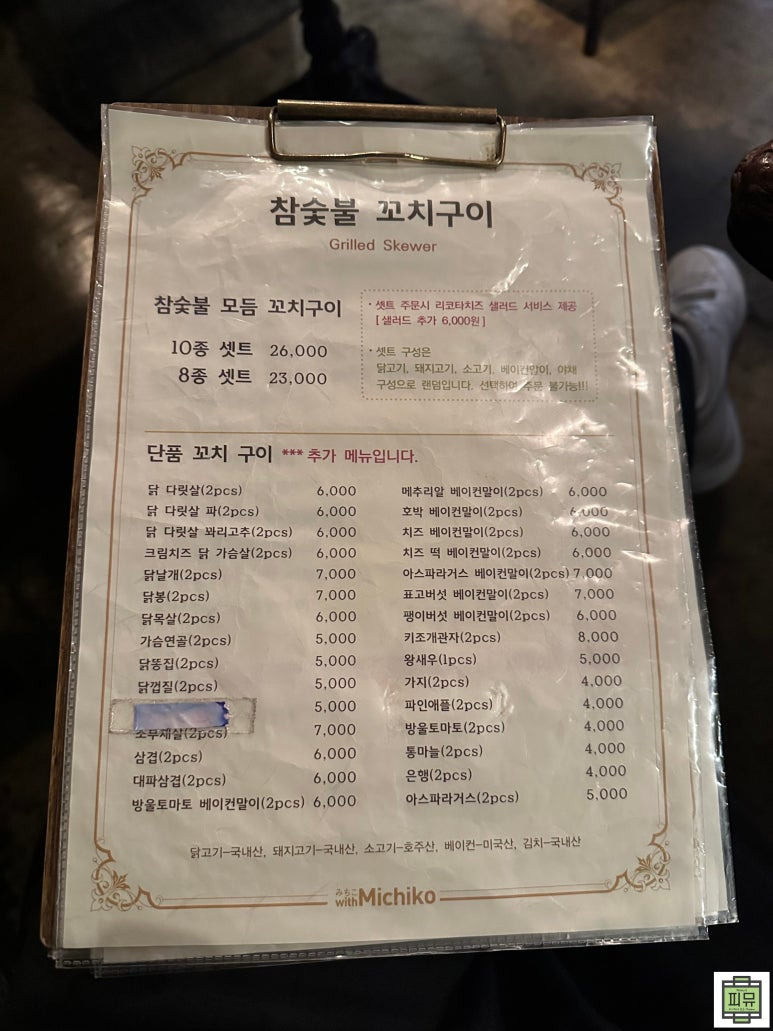 참숯불 꼬치구이
Grilled Skewer
참숯불 모듬 꼬치구이
10종 셋트 26,000
8종 셋트 23,000
· 셋트 주문시 리코타치즈 샐러드 서비스 제공
[ 샐러드 추가 6,000원 ]
· 셋트 구성은
닭고기, 돼지고기, 소고기, 베이컨말이, 야채
구성으로 랜덤입니다. 선택하여 주문 불가능!!!
단품 꼬치 구이 *** 추가 메뉴입니다.
닭 다릿살(2pcs) 6,000
닭 다릿살 파(2pcs) 6,000
닭 다릿살 꽈리고추(2pcs) 6,000
크림치즈 닭 가슴살(2pcs) 6,000
닭날개(2pcs) 7,000
닭봉(2pcs) 7,000
닭목살(2pcs) 6,000
가슴연골(2pcs) 5,000
닭똥집(2pcs) 5,000
닭껍질(2pcs) 5,000
5,000
소부채살(2pcs) 7,000
삼겹(2pcs) 6,000
대파삼겹(2pcs) 6,000
방울토마토 베이컨말이(2pcs) 6,000
메추리알 베이컨말이(2pcs) 6,000
호박 베이컨말이(2pcs) 6,000
치즈 베이컨말이(2pcs) 6,000
치즈 떡 베이컨말이(2pcs) 6,000
아스파라거스 베이컨말이(2pcs) 7,000
표고버섯 베이컨말이(2pcs) 7,000
팽이버섯 베이컨말이(2pcs) 6,000
키조개관자(2pcs) 8,000
왕새우(1pcs) 5,000
가지(2pcs) 4,000
파인애플(2pcs) 4,000
방울토마토(2pcs) 4,000
통마늘(2pcs) 4,000
은행(2pcs) 4,000
아스파라거스(2pcs) 5,000
닭고기-국내산, 돼지고기-국내산, 소고기-호주산, 베이컨-미국산, 김치-국내산
みちこ
withMichiko
피뮤